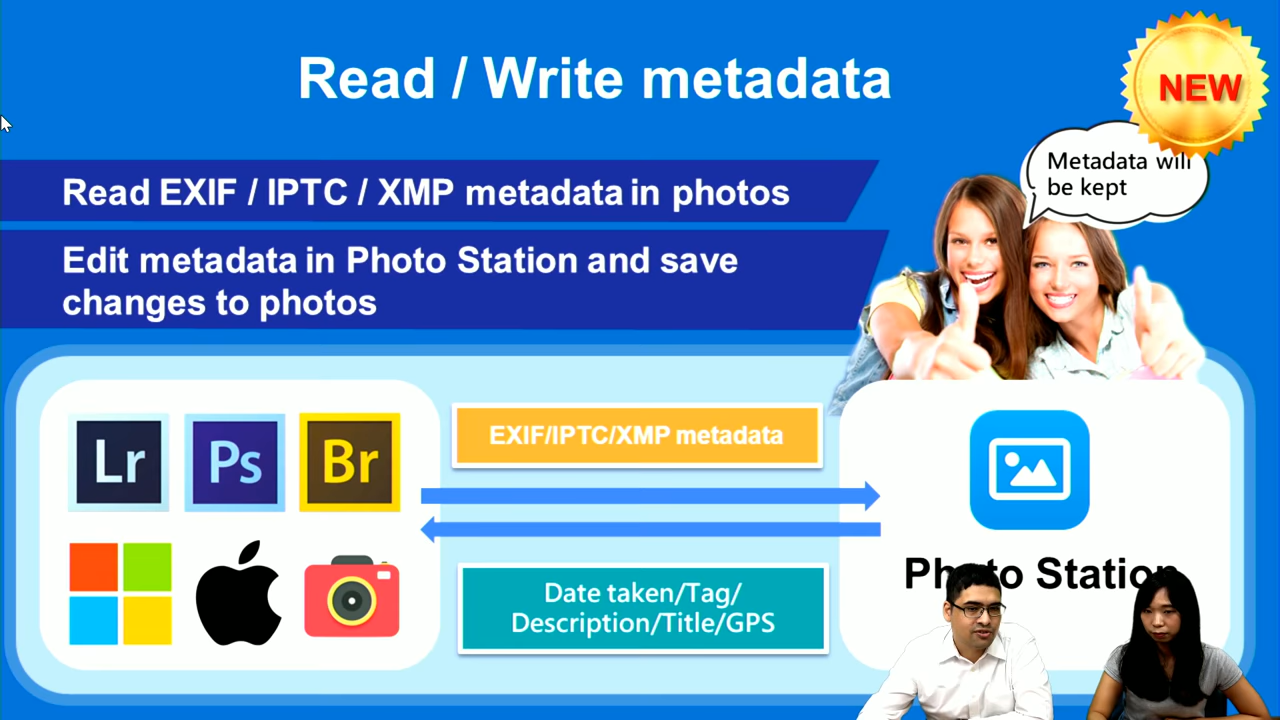 Read / Write metadata
NEW
Metadata will
be kept
Read EXIF / IPTC / XMP metadata in photos
Edit metadata in Photo Station and save
changes to photos
Lr
Ps
Br
EXIF/IPTC/XMP metadata
Date taken/Tag/
Description/Title/GPS
Photo Station